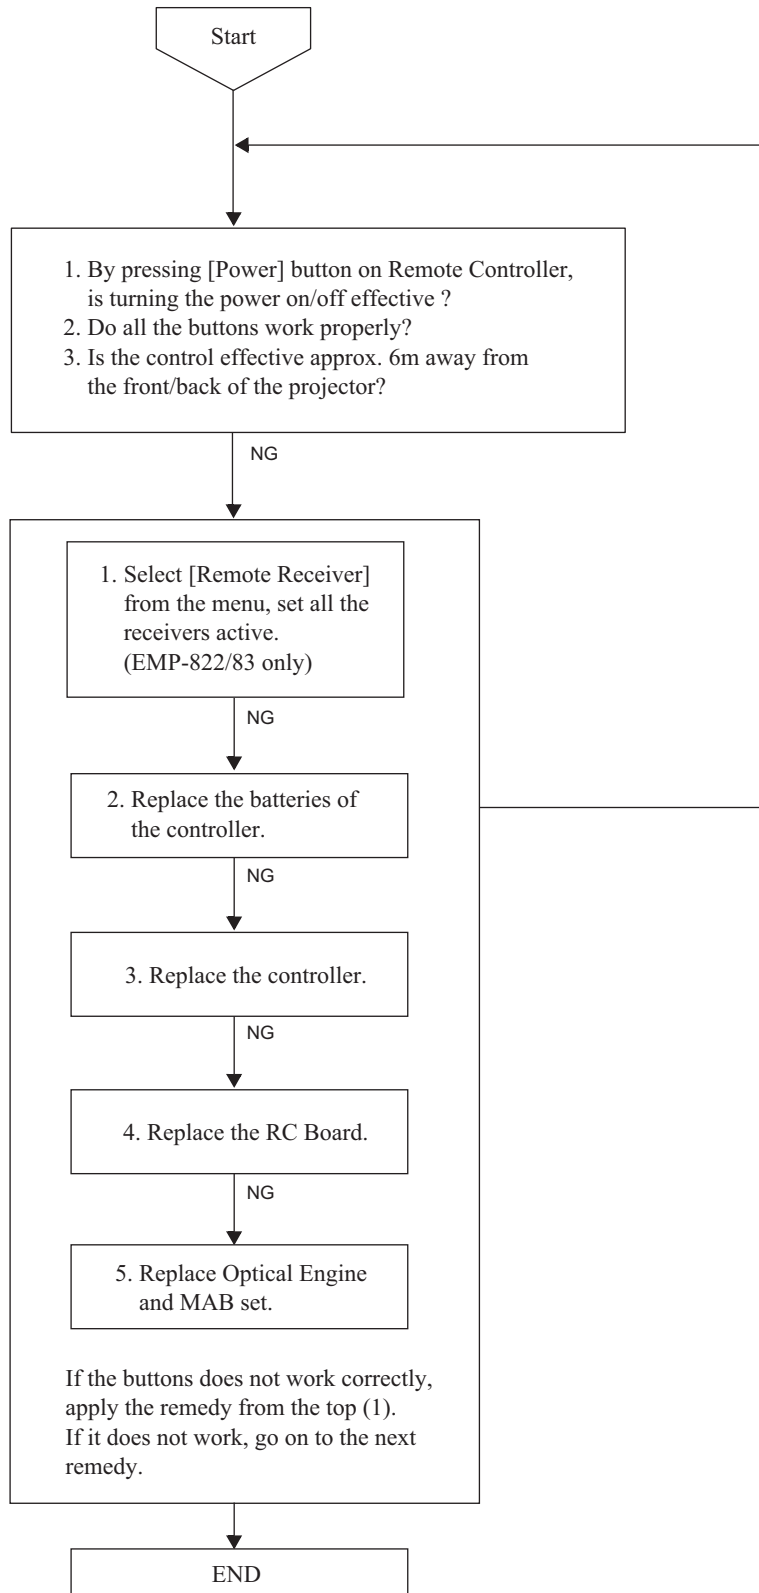 Start
1. By pressing [Power] button on Remote Controller,
is turning the power on/off effective ?
2. Do all the buttons work properly?
3. Is the control effective approx. 6m away from
the front/back of the projector?
NG
1. Select [Remote Receiver]
from the menu, set all the
receivers active.
(EMP-822/83 only)
NG
2. Replace the batteries of
the controller.
NG
3. Replace the controller.
NG
4. Replace the RC Board.
NG
5. Replace Optical Engine
and MAB set.
If the buttons does not work correctly,
apply the remedy from the top (1).
If it does not work, go on to the next
remedy.
END